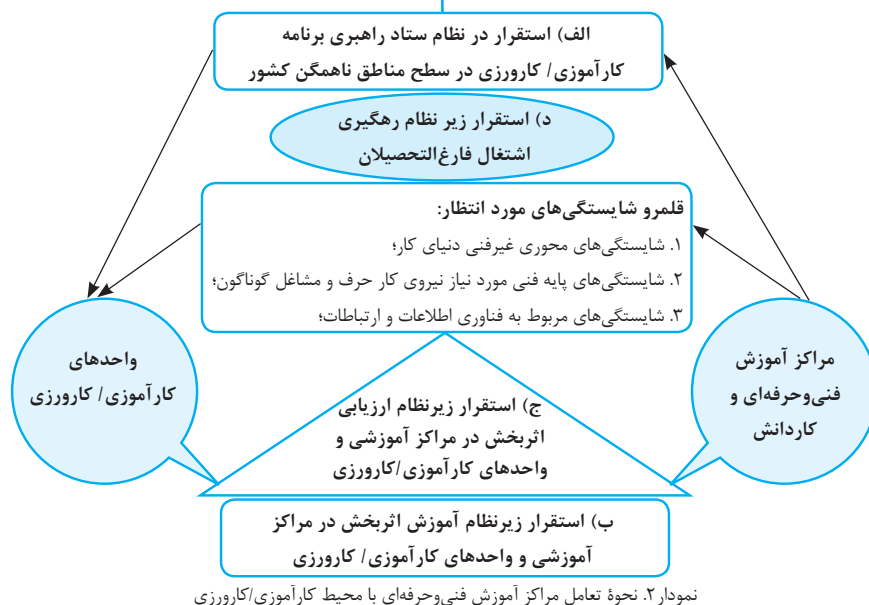 الف) استقرار در نظام ستاد راهبری برنامه
کارآموزی/ کارورزی در سطح مناطق ناهمگن کشور
د) استقرار زیر نظام رهگیری
اشتغال فارغ‌التحصیلان
قلمرو شایستگی‌های مورد انتظار:
۱. شایستگی‌های محوری غیرفنی دنیای کار؛
۲. شایستگی‌های پایه فنی مورد نیاز نیروی کار حرف و مشاغل گوناگون؛
۳. شایستگی‌های مربوط به فناوری اطلاعات و ارتباطات؛
مراکز آموزش
فنی‌وحرفه‌ای و
کاردانش
واحدهای
کارآموزی/ کارورزی
ج) استقرار زیرنظام ارزیابی
اثربخش در مراکز آموزشی و
واحدهای کارآموزی/کارورزی
ب) استقرار زیرنظام آموزش اثربخش در مراکز
آموزشی و واحدهای کارآموزی/ کارورزی
نمودار۲. نحوۀ تعامل مراکز آموزش فنی‌وحرفه‌ای با محیط کارآموزی/کارورزی